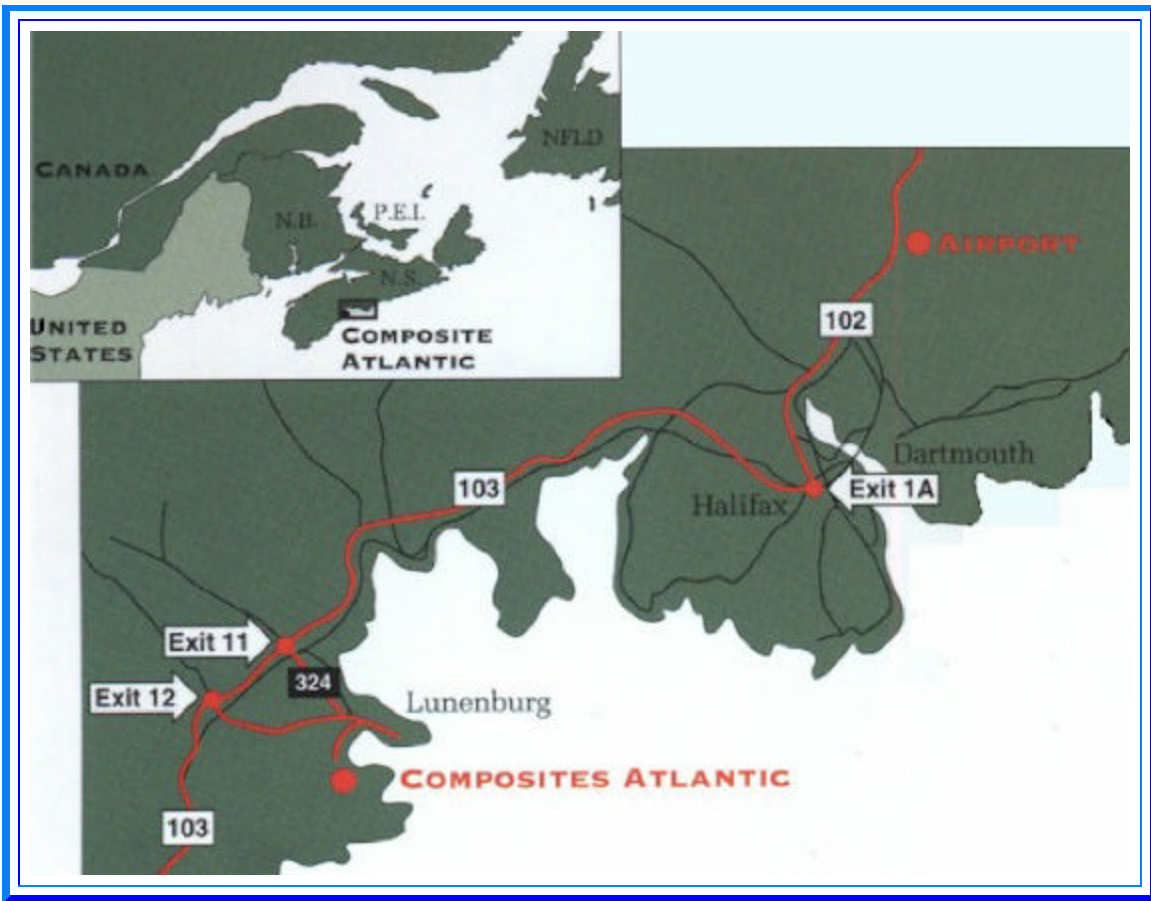 NFLD
CANADA
N.B.
P.E.I.
N.S.
UNITED
STATES
COMPOSITE
ATLANTIC
AIRPORT
102
Dartmouth
103
Exit 1A
Halifax
Exit 11
324
Exit 12
Lunenburg
COMPOSITES ATLANTIC
103